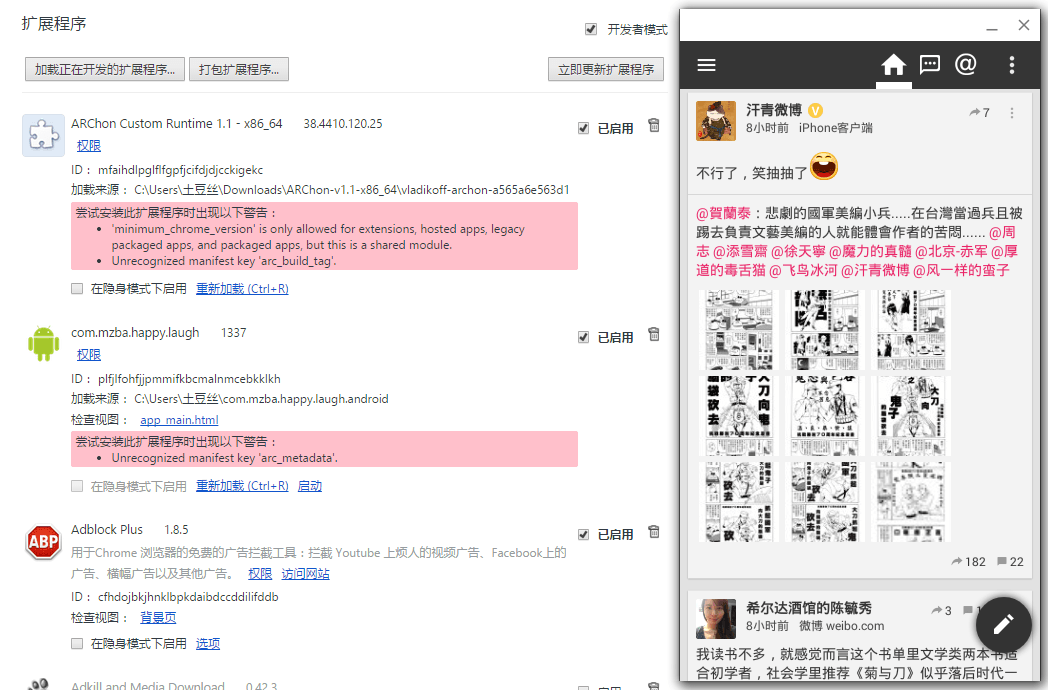 扩展程序
开发者模式
加载正在开发的扩展程序... 打包扩展程序... 立即更新扩展程序
ARChon Custom Runtime 1.1 - x86_64 38.4410.120.25 已启用
权限
ID： mfaihdlpglflfgpfjcifdjdjcckigekc
加载来源： C:\Users\土豆丝\Downloads\ARChon-v1.1-x86_64\vladikoff-archon-a565a6e563d1
尝试安装此扩展程序时出现以下警告：
• 'minimum_chrome_version' is only allowed for extensions, hosted apps, legacy
packaged apps, and packaged apps, but this is a shared module.
• Unrecognized manifest key 'arc_build_tag'.
在隐身模式下启用 重新加载 (Ctrl+R)
com.mzba.happy.laugh 1337 已启用
权限
ID： plfjlfohfjjpmmifkbcmalnmcebkklkh
加载来源： C:\Users\土豆丝\com.mzba.happy.laugh.android
检查视图： app_main.html
尝试安装此扩展程序时出现以下警告：
• Unrecognized manifest key 'arc_metadata'.
在隐身模式下启用 重新加载 (Ctrl+R) 启动
ABP
Adblock Plus 1.8.5 已启用
用于Chrome 浏览器的免费的广告拦截工具：拦截 Youtube 上烦人的视频广告、Facebook上的
广告、横幅广告以及其他广告。 权限 访问网站
ID： cfhdojbkjhnklbpkdaibdccddilifddb
检查视图： 背景页
在隐身模式下启用 选项
Adkill and Media Download 0.42.3 启用
汗青微博 V 7
8小时前 iPhone客户端
不行了，笑抽抽了
@賀蘭泰：悲劇的國軍美編小兵.....在台灣當過兵且被
踢去負責文藝美編的人就能體會作者的苦悶...... @周
志 @添雪齋 @徐天寧 @魔力的真髓 @北京-赤军 @厚
道的毒舌猫 @飞鸟冰河 @汗青微博 @风一样的蛮子
182 22
希尔达酒馆的陈毓秀 3
8小时前 微博 weibo.com
我读书不多，就感觉而言这个书单里文学类两本书适
合初学者，社会学里推荐《菊与刀》似乎落后时代一